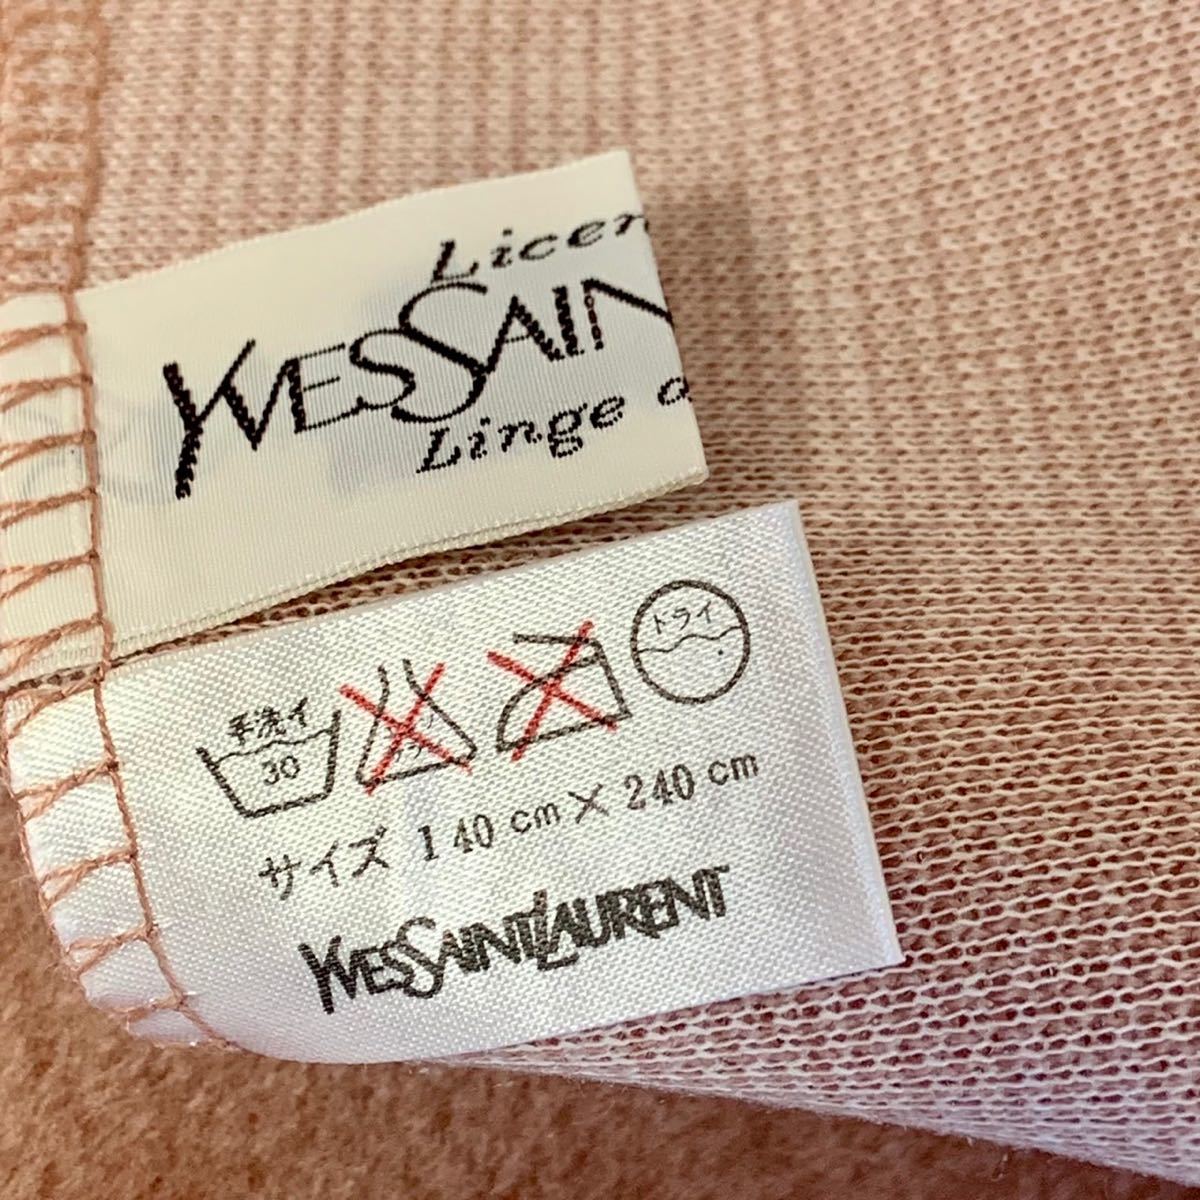 Licen
YVESSAIN
Linge
手洗イ
30
ドライ
サイズ 140 cm × 240 cm
YVESSAINTLAURENT